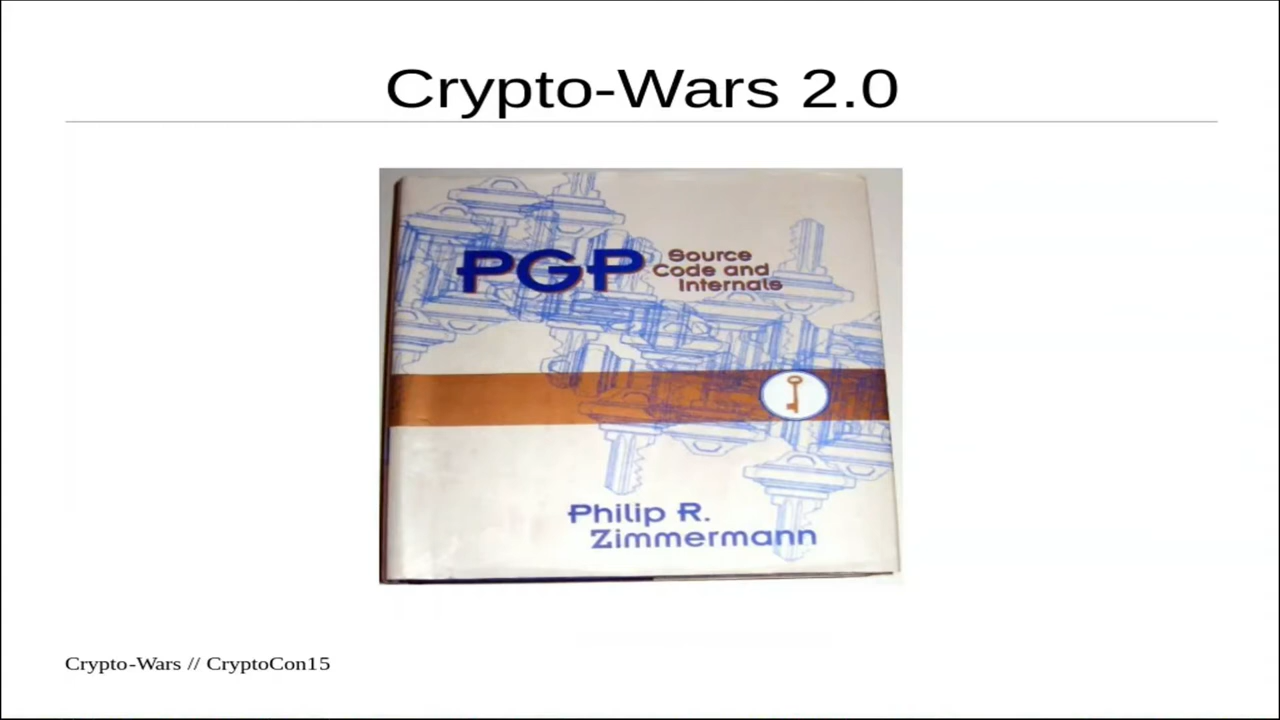 Crypto-Wars 2.0
PGP
Source
Code and
Internals
Philip R.
Zimmermann
Crypto-Wars // CryptoCon15